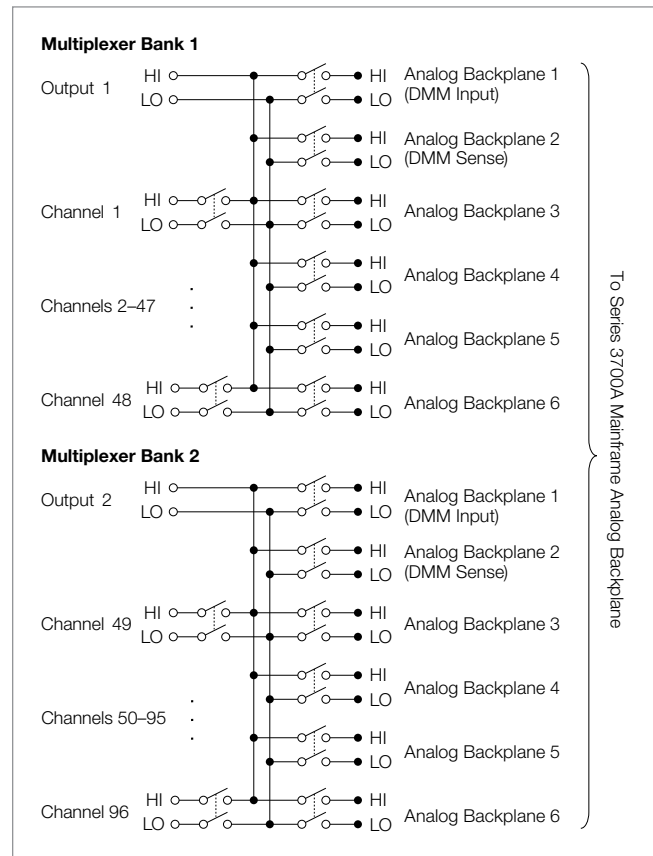 Multiplexer Bank 1
Output 1
HI
LO
HI
LO
Analog Backplane 1
(DMM Input)
HI
LO
Analog Backplane 2
(DMM Sense)
Channel 1
HI
LO
HI
LO
Analog Backplane 3
HI
LO
Analog Backplane 4
Channels 2–47
.
.
.
HI
LO
Analog Backplane 5
Channel 48
HI
LO
HI
LO
Analog Backplane 6
Multiplexer Bank 2
Output 2
HI
LO
HI
LO
Analog Backplane 1
(DMM Input)
HI
LO
Analog Backplane 2
(DMM Sense)
Channel 49
HI
LO
HI
LO
Analog Backplane 3
HI
LO
Analog Backplane 4
Channels 50–95
.
.
.
HI
LO
Analog Backplane 5
Channel 96
HI
LO
HI
LO
Analog Backplane 6
To Series 3700A Mainframe Analog Backplane